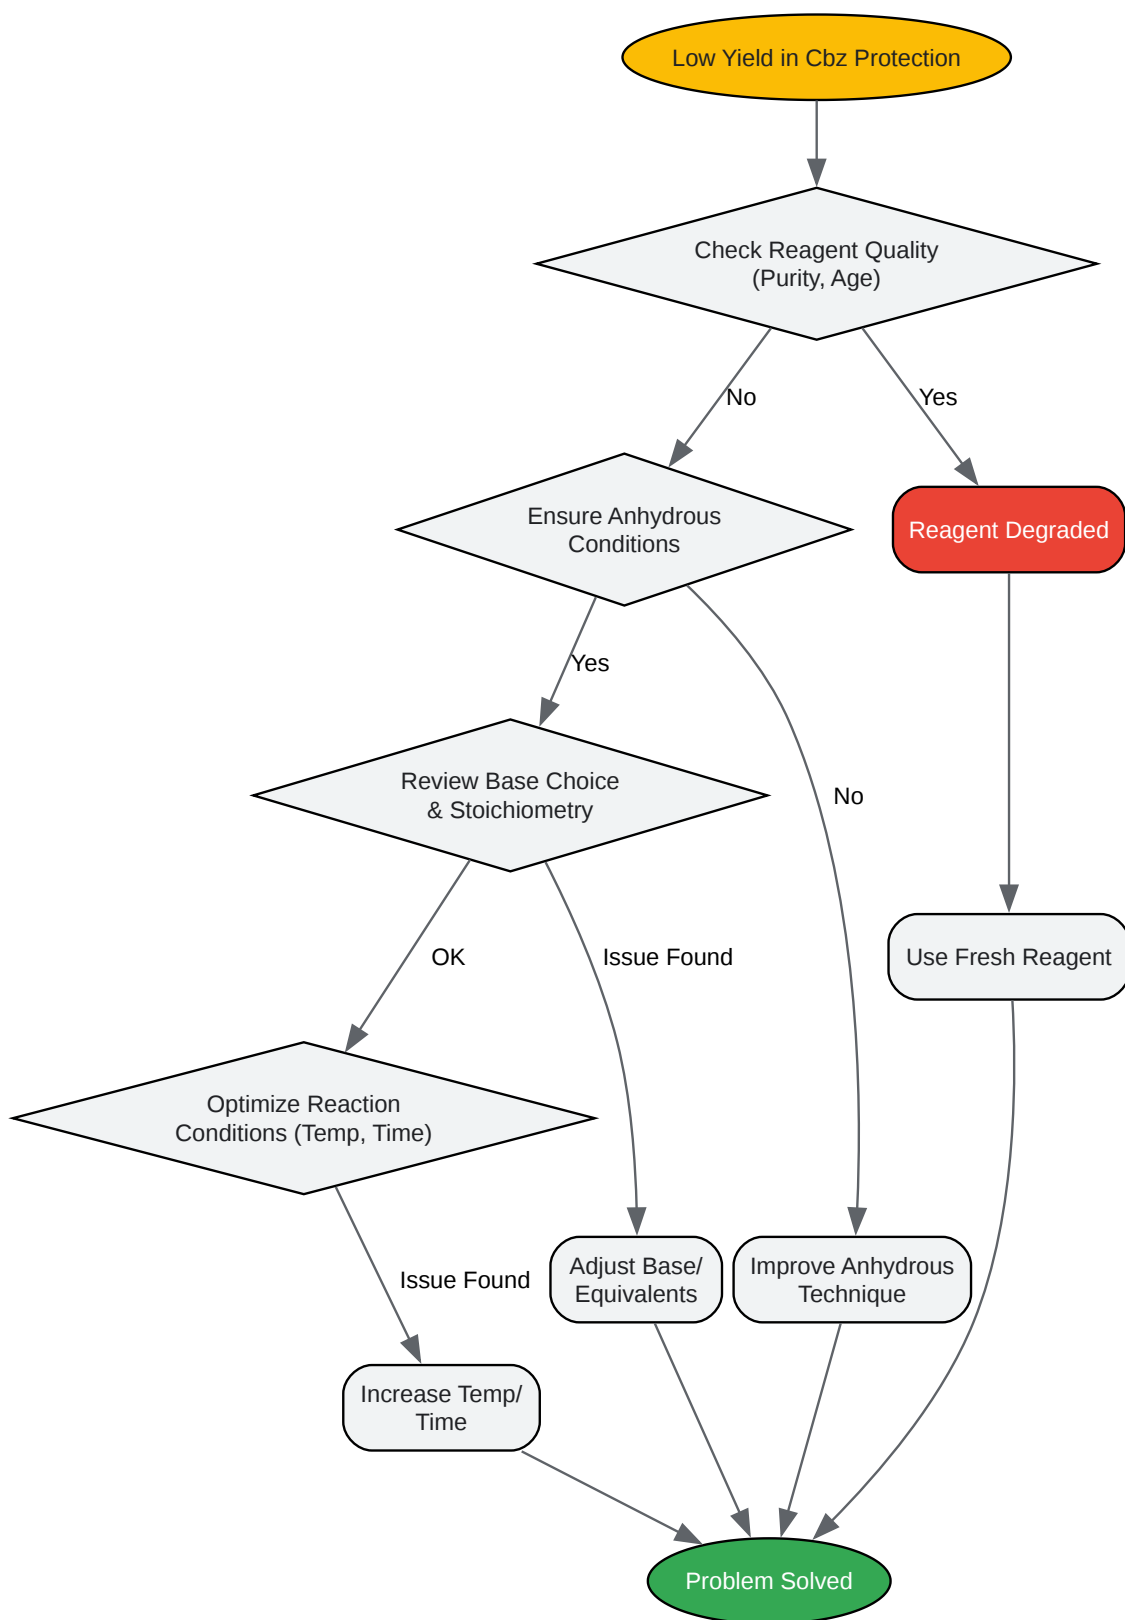 Low Yield in Cbz Protection
Check Reagent Quality
(Purity, Age)
No
Yes
Ensure Anhydrous
Conditions
Reagent Degraded
Yes
Review Base Choice
& Stoichiometry
No
OK
Issue Found
Use Fresh Reagent
Optimize Reaction
Conditions (Temp, Time)
Issue Found
Adjust Base/
Equivalents
Improve Anhydrous
Technique
Increase Temp/
Time
Problem Solved